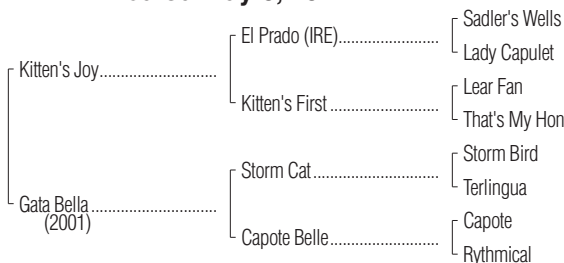 Sadler's Wells
El Prado (IRE)
Lady Capulet
Kitten's Joy
Lear Fan
Kitten's First
That's My Hon
Storm Bird
Storm Cat
Terlingua
Gata Bella
(2001)
Capote
Capote Belle
Rythmical